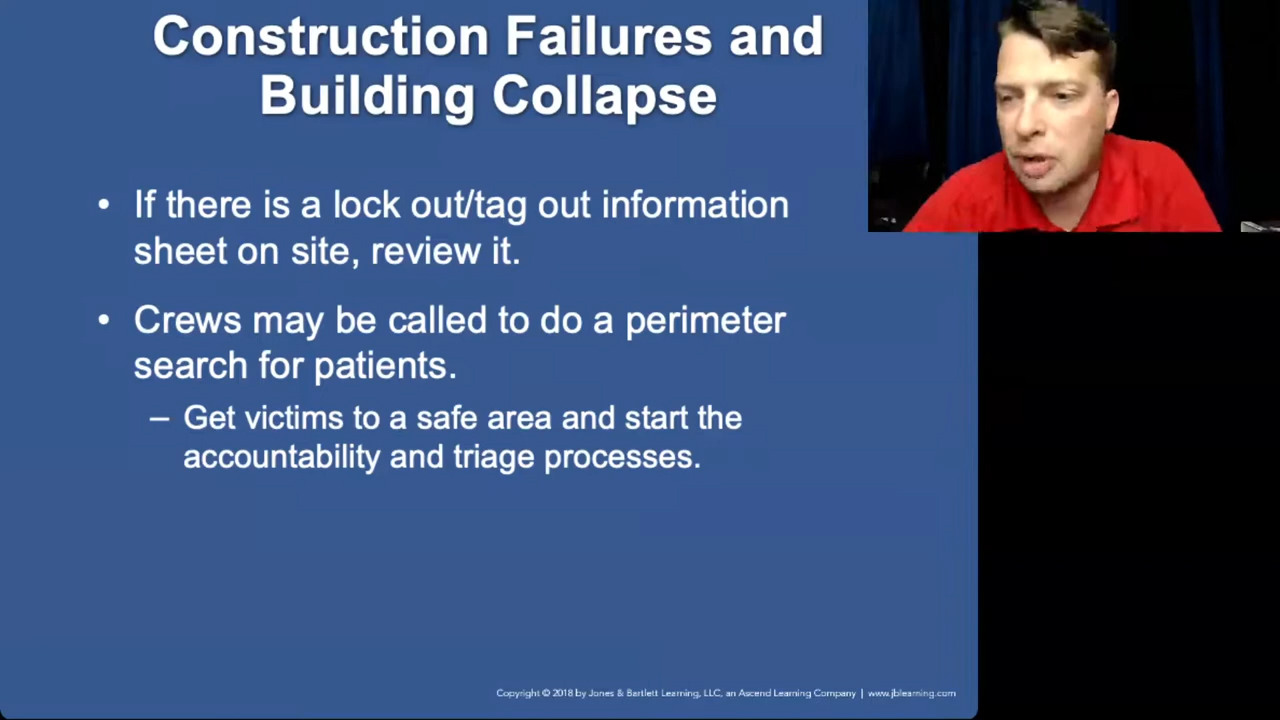 Construction Failures and
Building Collapse
• If there is a lock out/tag out information
sheet on site, review it.
• Crews may be called to do a perimeter
search for patients.
– Get victims to a safe area and start the
accountability and triage processes.
Copyright © 2018 by Jones & Bartlett Learning, LLC, an Ascend Learning Company | www.jblearning.com